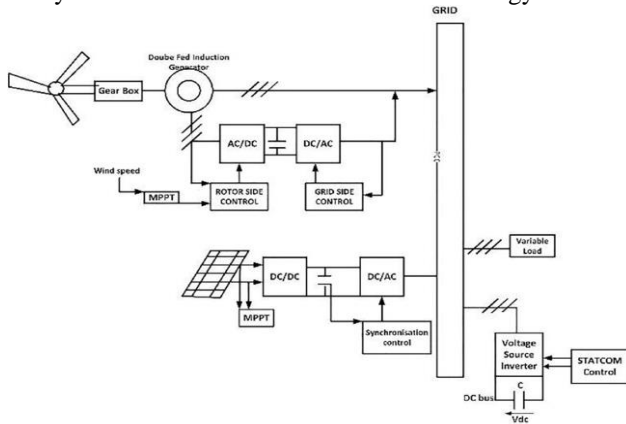 GRID
Doube Fed Induction
Generator
Gear Box
AC/DC
DC/AC
Wind speed
MPPT
ROTOR SIDE
CONTROL
GRID SIDE
CONTROL
Variable
Load
DC/DC
DC/AC
MPPT
Synchronisation
control
Voltage
Source
Inverter
STATCOM
Control
C
DC bus
Vdc